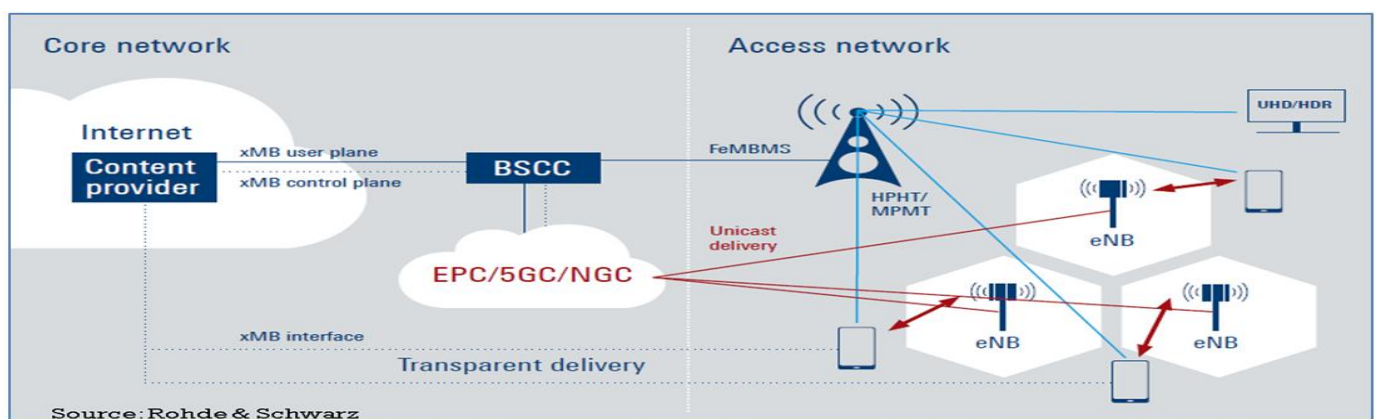 Core network
Access network
Internet
Content
provider
xMB user plane
xMB control plane
BSCC
FeMBMS
HPHT/
MPMT
UHD/HDR
Unicast
delivery
EPC/5GC/NGC
eNB
eNB
eNB
xMB interface
Transparent delivery
Source: Rohde & Schwarz